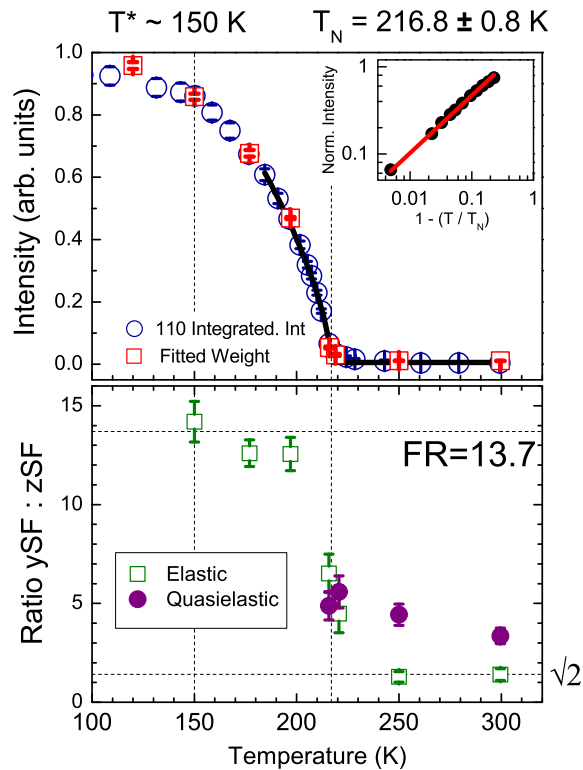 T* ~ 150 K T_N = 216.8 ± 0.8 K
1.0
0.8
0.6
0.4
0.2
0.0
Intensity (arb. units)
1
0.1
Norm. Intensity
0.01 0.1 1
1 - (T / T_N)
110 Integrated. Int
Fitted Weight
15
10
5
0
Ratio ySF : zSF
FR=13.7
Elastic
Quasielastic
√2
100 150 200 250 300
Temperature (K)